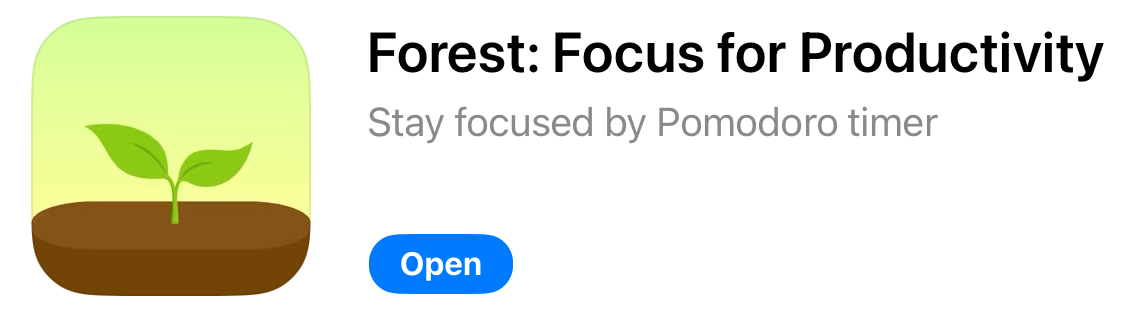 Forest: Focus for Productivity
Stay focused by Pomodoro timer
Open